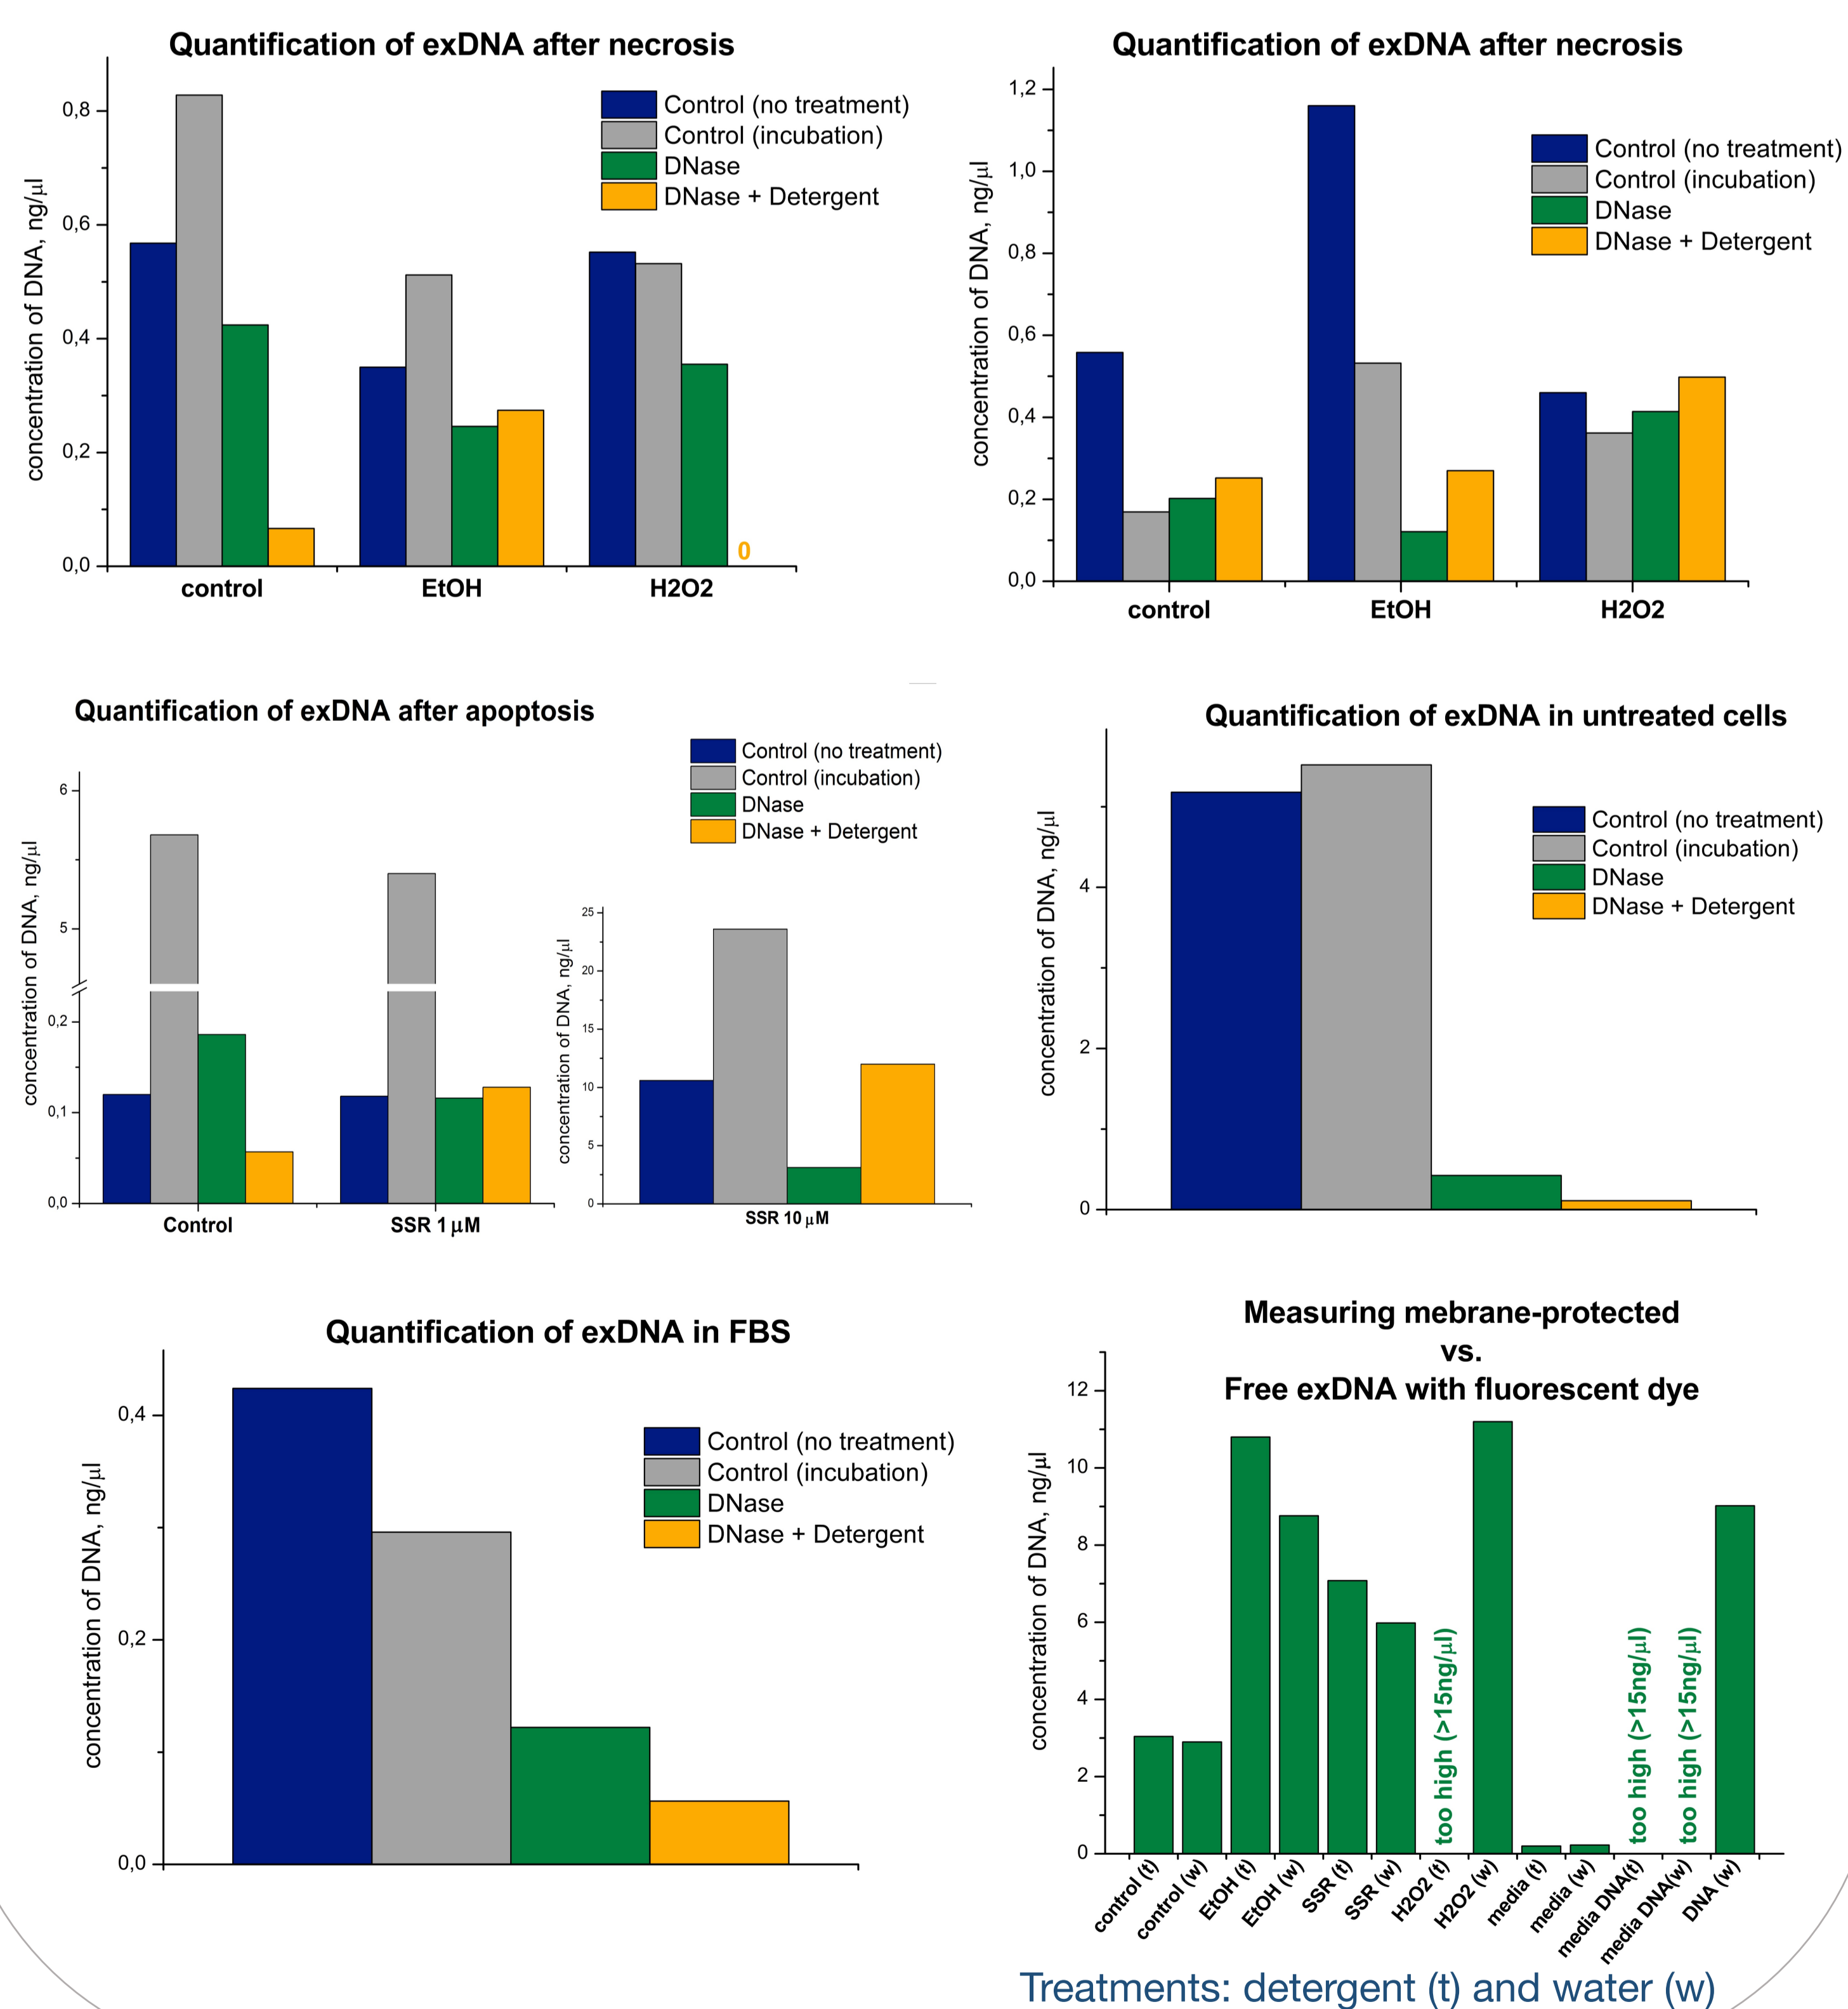 Quantification of exDNA after necrosis
concentration of DNA, ng/μl
0,8
0,6
0,4
0,2
0,0
Control (no treatment)
Control (incubation)
DNase
DNase + Detergent
0
control EtOH H2O2
Quantification of exDNA after necrosis
concentration of DNA, ng/μl
1,2
1,0
0,8
0,6
0,4
0,2
0,0
Control (no treatment)
Control (incubation)
DNase
DNase + Detergent
control EtOH H2O2
Quantification of exDNA after apoptosis
Control (no treatment)
Control (incubation)
DNase
DNase + Detergent
concentration of DNA, ng/μl
6
5
0,2
0,1
0,0
Control SSR 1 μM
concentration of DNA, ng/μl
25
20
15
10
5
0
SSR 10 μM
Quantification of exDNA in untreated cells
concentration of DNA, ng/μl
4
2
0
Control (no treatment)
Control (incubation)
DNase
DNase + Detergent
Quantification of exDNA in FBS
concentration of DNA, ng/μl
0,4
0,2
0,0
Control (no treatment)
Control (incubation)
DNase
DNase + Detergent
Measuring mebrane-protected
vs.
Free exDNA with fluorescent dye
concentration of DNA, ng/μl
12
10
8
6
4
2
0
too high (>15ng/μl)
too high (>15ng/μl)
too high (>15ng/μl)
control (t)
control (w)
EtOH (t)
EtOH (w)
SSR (t)
SSR (w)
H2O2 (t)
H2O2 (w)
media (t)
media (w)
media DNA(t)
media DNA(w)
DNA (w)
Treatments: detergent (t) and water (w)